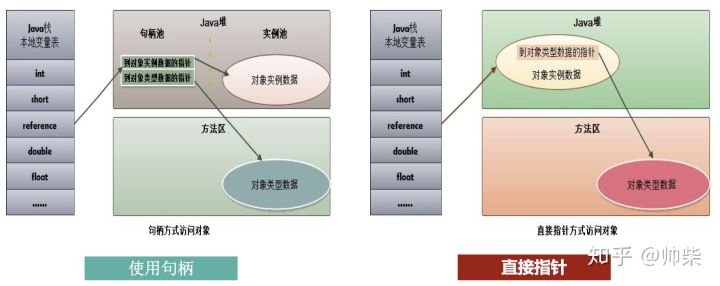 Java栈
本地变量表
int
short
reference
double
float
......
Java堆
句柄池
实例池
到对象实例数据的指针
到对象类型数据的指针
对象实例数据
方法区
对象类型数据
句柄方式访问对象
使用句柄
Java栈
本地变量表
int
short
reference
double
float
......
Java堆
到对象类型数据的指针
对象实例数据
方法区
对象类型数据
直接指针方式访问对象
直接指针
知乎 @帅柴